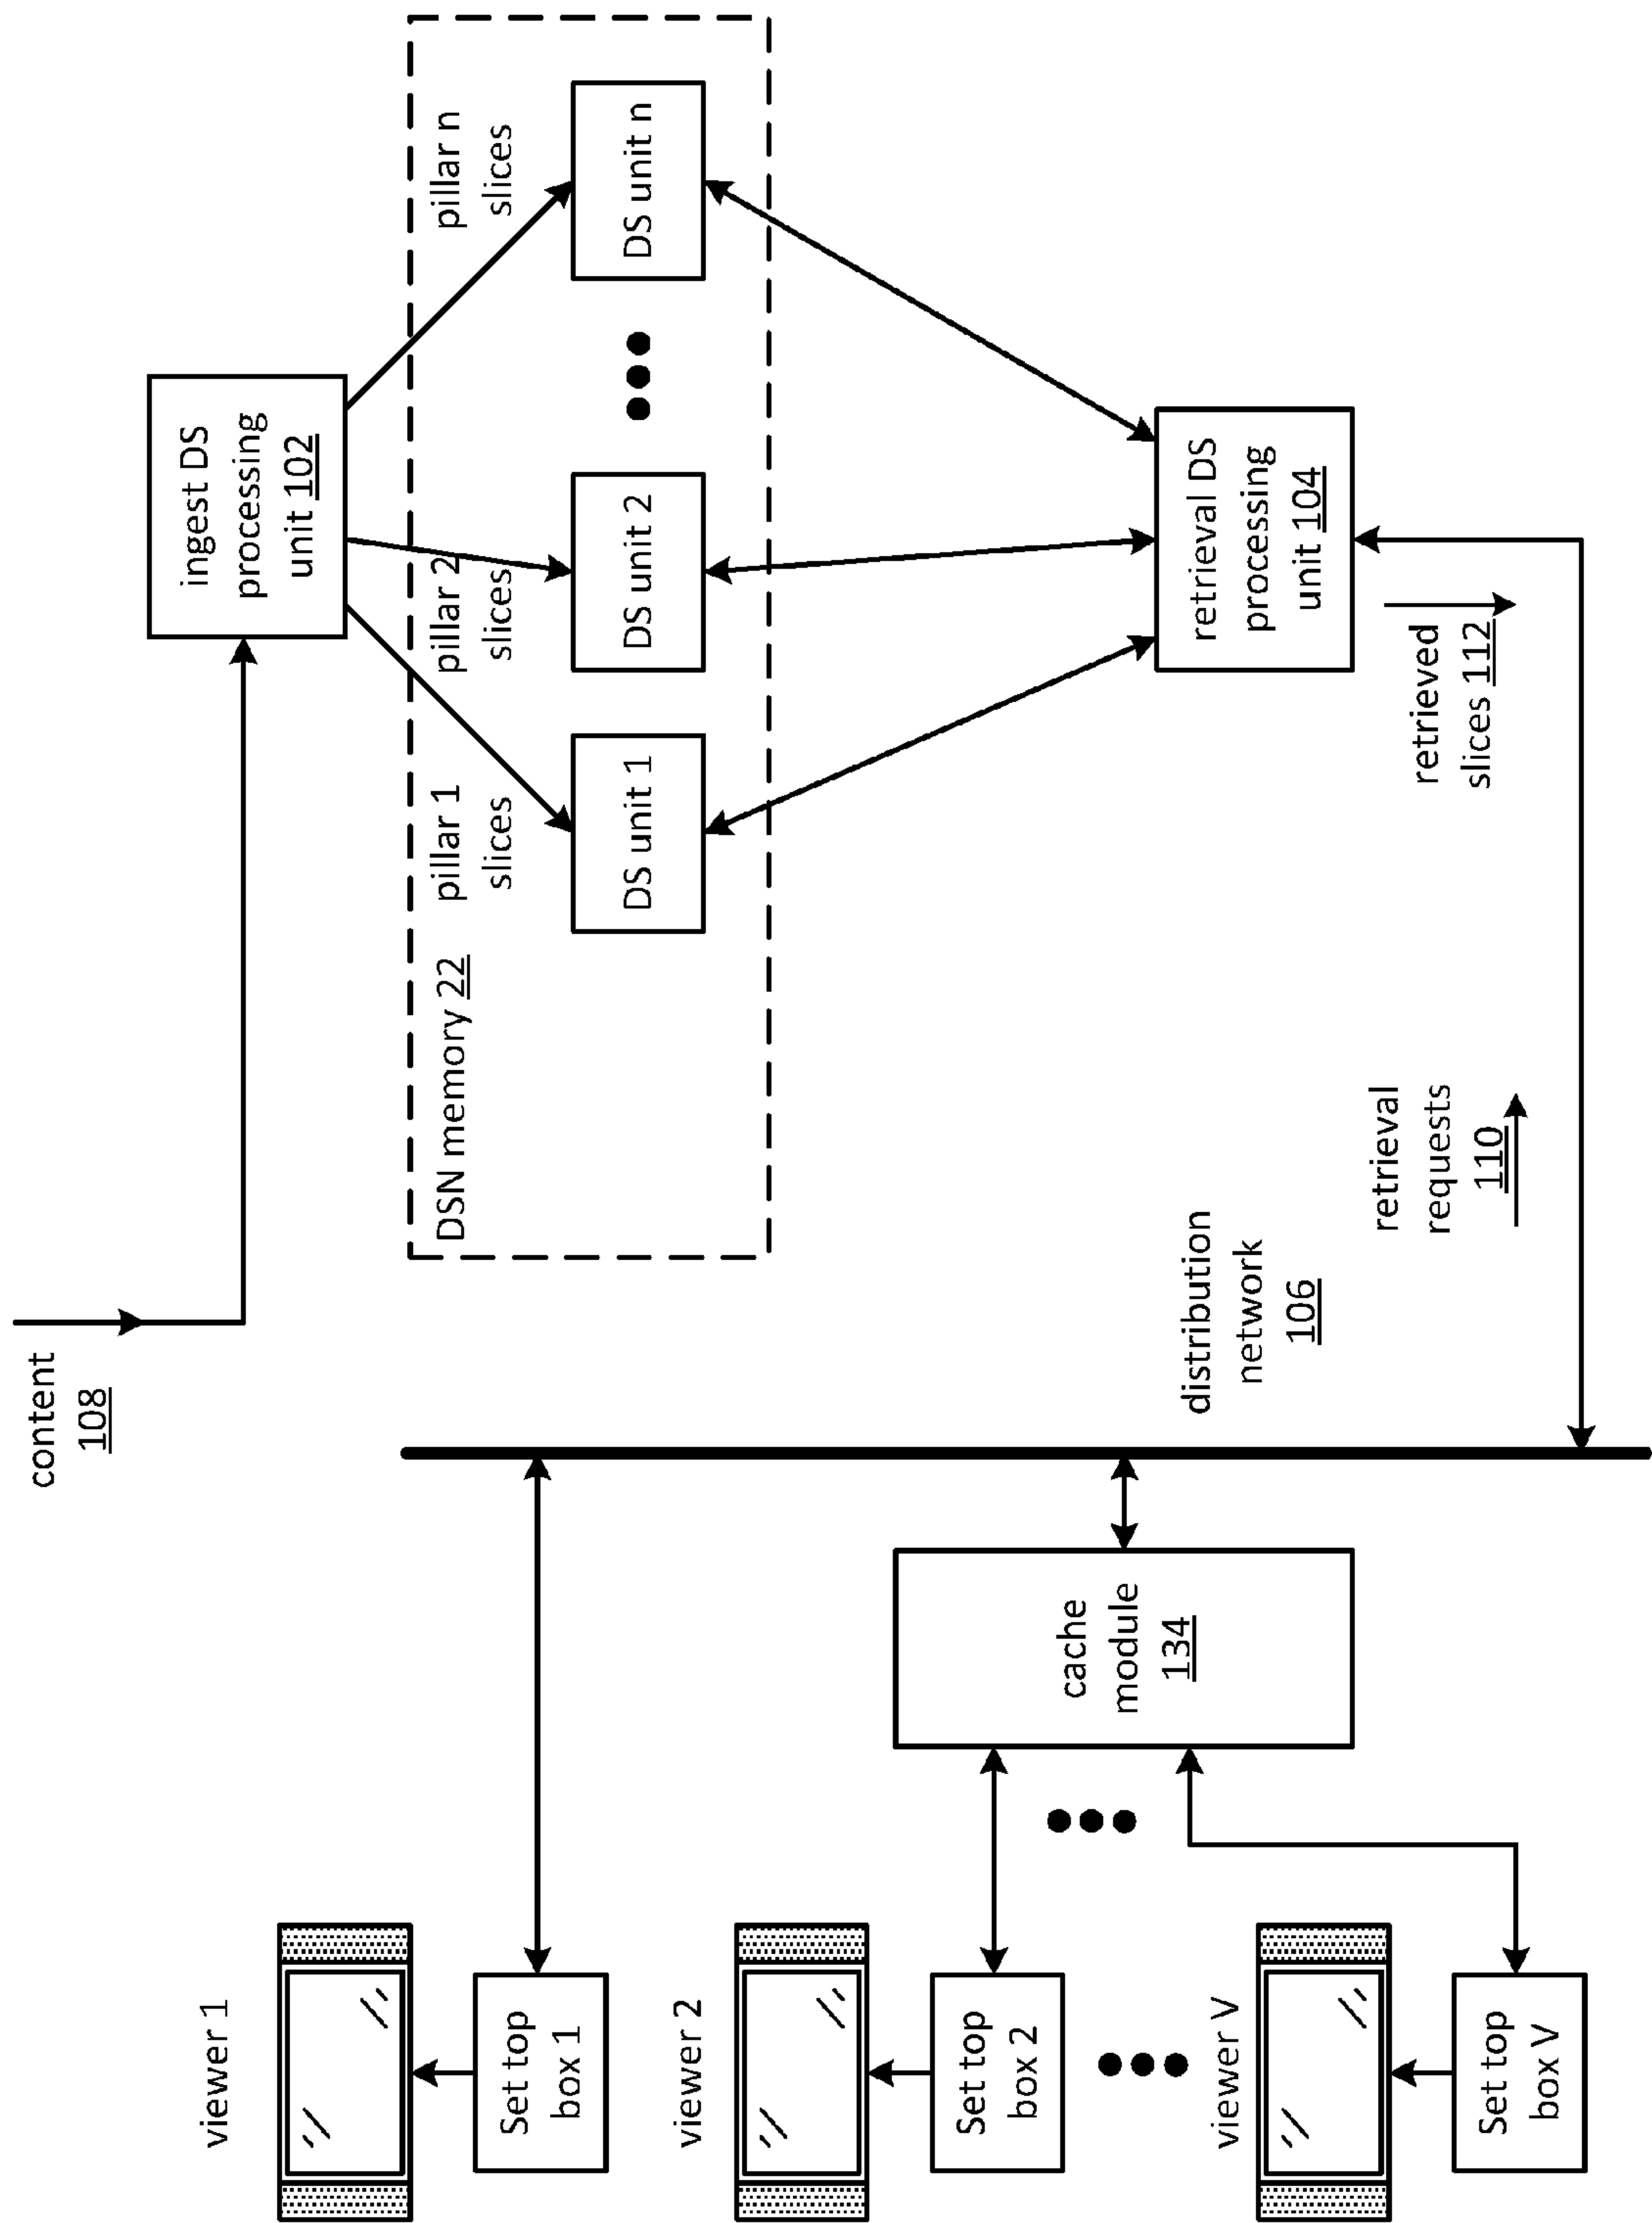 content
108
ingest DS
processing
unit 102
DSN memory 22
pillar 1
slices
pillar 2
slices
pillar n
slices
DS unit 1
DS unit 2
DS unit n
viewer 1
Set top
box 1
viewer 2
Set top
box 2
viewer V
Set top
box V
cache
module
134
distribution
network
106
retrieval
requests
110
retrieval DS
processing
unit 104
retrieved
slices 112